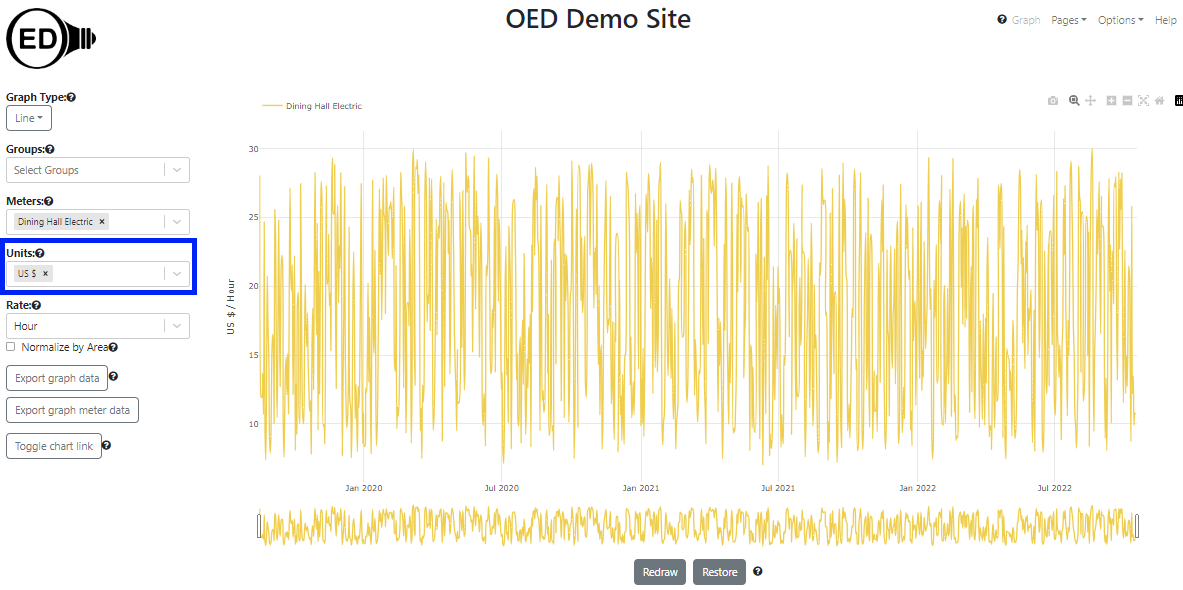 OED Demo Site
ED
Graph Pages Options Help
Graph Type:
Line
Groups:
Select Groups
Meters:
Dining Hall Electric ×
Units:
US $ ×
Rate:
Hour
Normalize by Area
Export graph data
Export graph meter data
Toggle chart link
Dining Hall Electric
US $ / Hour
30
25
20
15
10
Jan 2020 Jul 2020 Jan 2021 Jul 2021 Jan 2022 Jul 2022
Redraw Restore